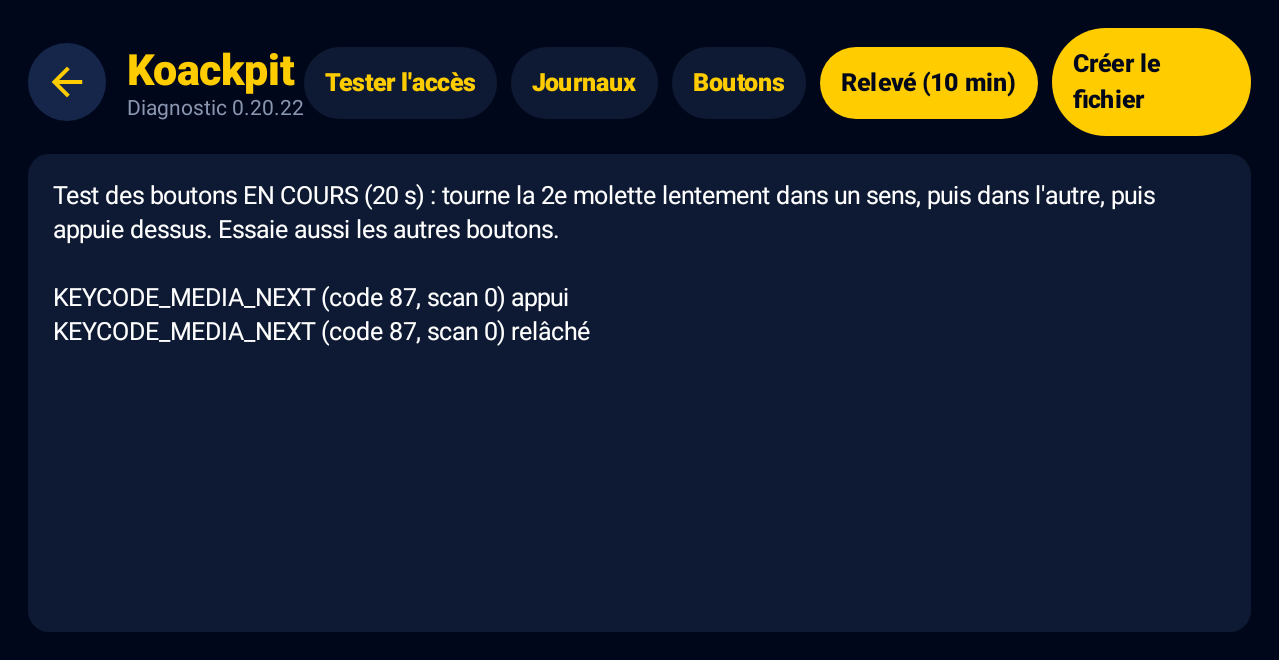 Koackpit
Diagnostic 0.20.22
Tester l'accès
Journaux
Boutons
Relevé (10 min)
Créer le
fichier
Test des boutons EN COURS (20 s) : tourne la 2e molette lentement dans un sens, puis dans l'autre, puis
appuie dessus. Essaie aussi les autres boutons.
KEYCODE_MEDIA_NEXT (code 87, scan 0) appui
KEYCODE_MEDIA_NEXT (code 87, scan 0) relâché